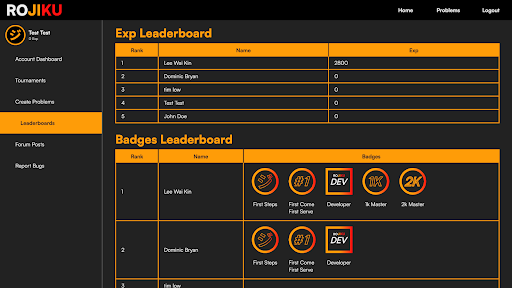 ROJIKU
Home
Problems
Logout
Test Test
0 Exp
Account Dashboard
Tournaments
Create Problems
Leaderboards
Forum Posts
Report Bugs
Exp Leaderboard
Rank Name Exp
1 Lee Wei Kin 2800
2 Dominic Bryan 0
3 tim low 0
4 Test Test 0
5 John Doe 0
Badges Leaderboard
Rank Name Badges
1 Lee Wei Kin
#1 ROJIKU DEV 1K 2K
First Steps First Come First Serve Developer 1k Master 2k Master
2 Dominic Bryan
#1 ROJIKU DEV
First Steps First Come First Serve Developer
3 tim low